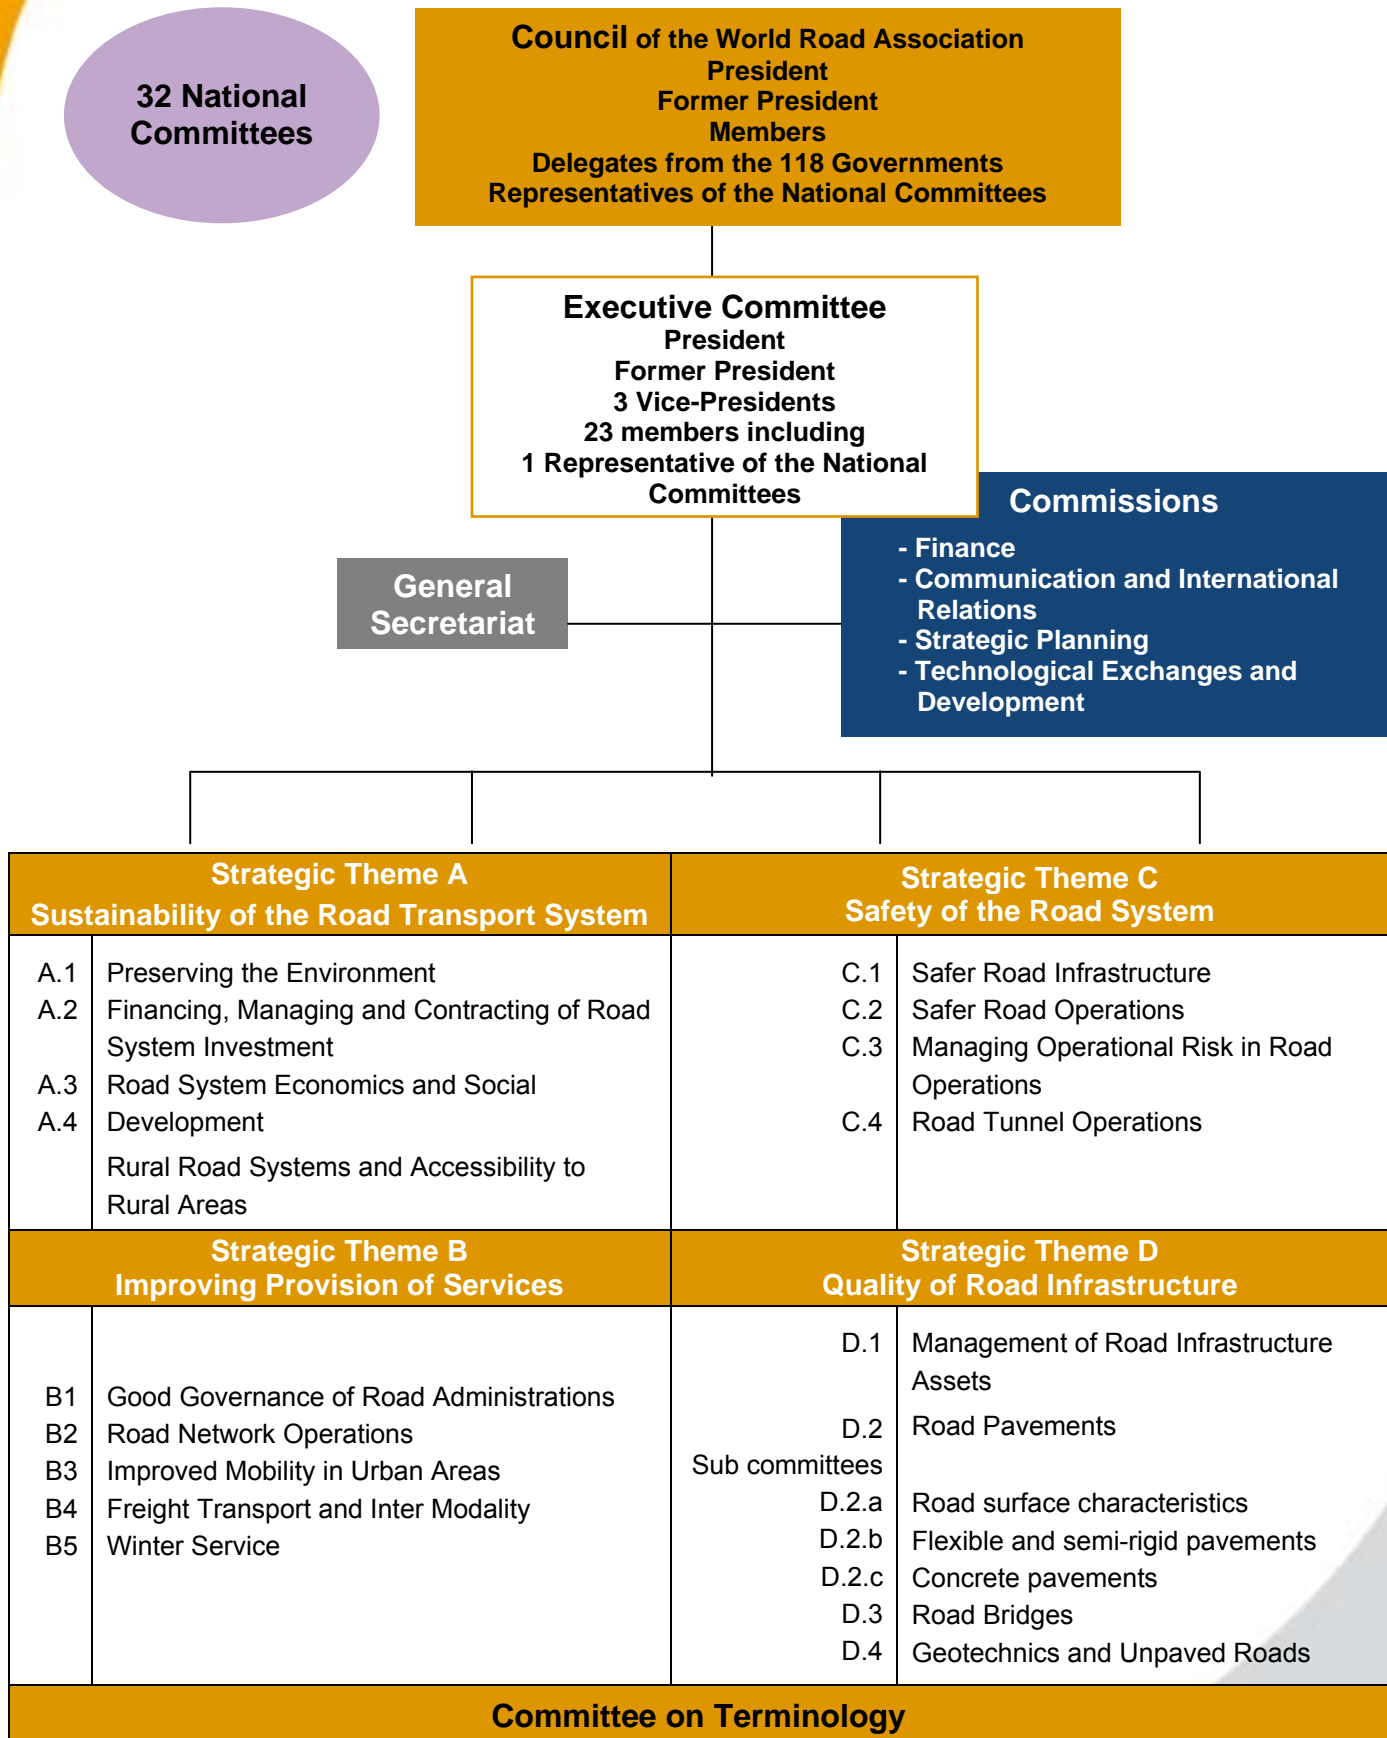 32 National
Committees
Council of the World Road Association
President
Former President
Members
Delegates from the 118 Governments
Representatives of the National Committees
Executive Committee
President
Former President
3 Vice-Presidents
23 members including
1 Representative of the National
Committees
Commissions
- Finance
- Communication and International
Relations
- Strategic Planning
- Technological Exchanges and
Development
General
Secretariat
Strategic Theme A
Sustainability of the Road Transport System
A.1 Preserving the Environment
A.2 Financing, Managing and Contracting of Road
System Investment
A.3 Road System Economics and Social
A.4 Development
Rural Road Systems and Accessibility to
Rural Areas
Strategic Theme C
Safety of the Road System
C.1 Safer Road Infrastructure
C.2 Safer Road Operations
C.3 Managing Operational Risk in Road
Operations
C.4 Road Tunnel Operations
Strategic Theme B
Improving Provision of Services
B1 Good Governance of Road Administrations
B2 Road Network Operations
B3 Improved Mobility in Urban Areas
B4 Freight Transport and Inter Modality
B5 Winter Service
Strategic Theme D
Quality of Road Infrastructure
D.1 Management of Road Infrastructure
Assets
D.2 Road Pavements
Sub committees
D.2.a Road surface characteristics
D.2.b Flexible and semi-rigid pavements
D.2.c Concrete pavements
D.3 Road Bridges
D.4 Geotechnics and Unpaved Roads
Committee on Terminology